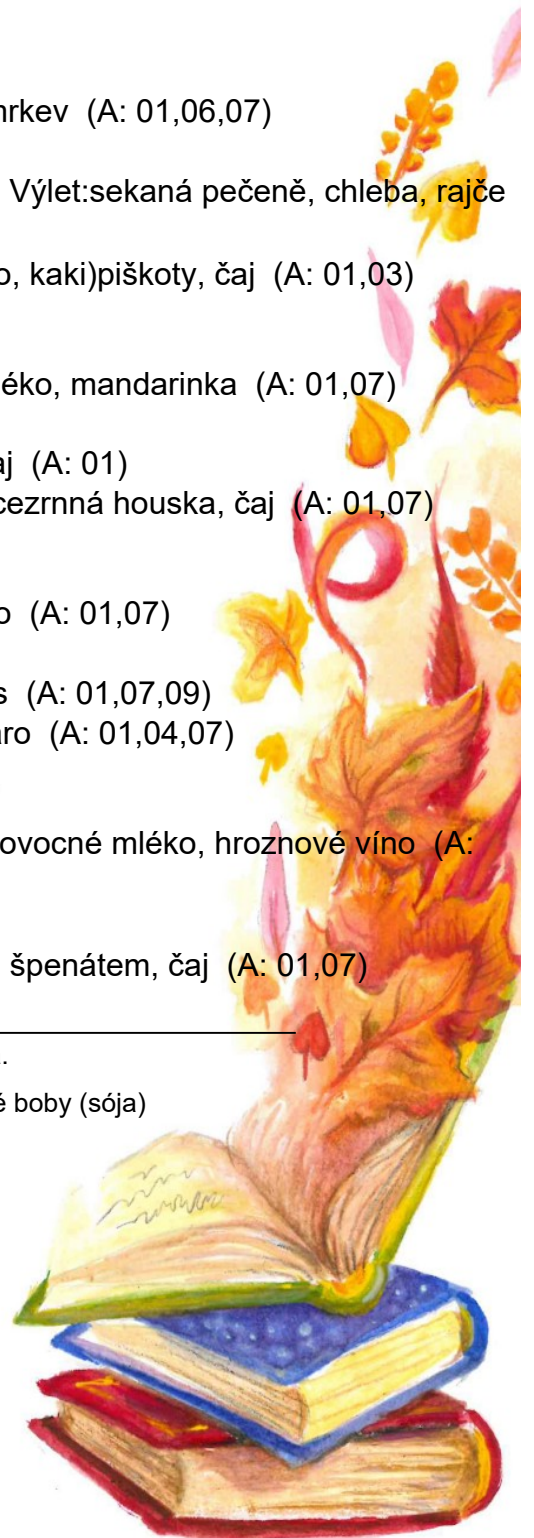 mrkev (A: 01,06,07)
Výlet:sekaná pečeně, chleba, rajče
o, kaki)piškoty, čaj (A: 01,03)
léko, mandarinka (A: 01,07)
aj (A: 01)
cezrnná houska, čaj (A: 01,07)
o (A: 01,07)
s (A: 01,07,09)
aro (A: 01,04,07)
ovocné mléko, hroznové víno (A:
špenátem, čaj (A: 01,07)
é boby (sója)